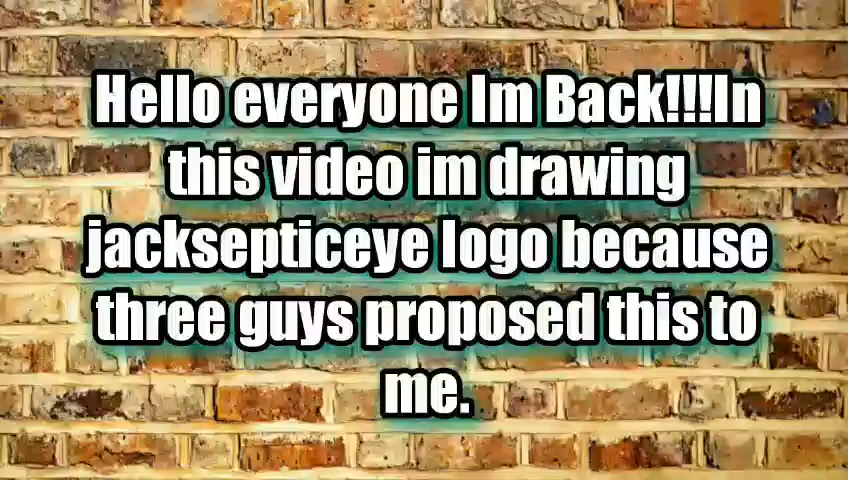 Hello everyone Im Back!!!In
this video im drawing
jacksepticeye logo because
three guys proposed this to
me.